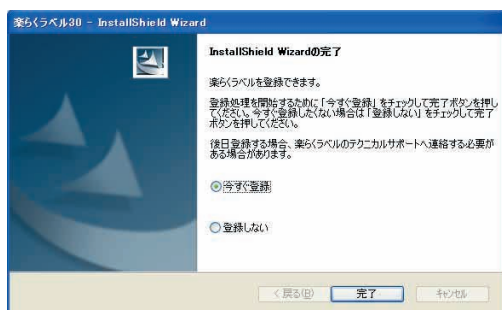 楽らくラベル30 - InstallShield Wizard
InstallShield Wizardの完了
楽らくラベルを登録できます。
登録処理を開始するために「今すぐ登録」をチェックして完了ボタンを押し
てください。今すぐ登録したくない場合は「登録しない」をチェックして完了
ボタンを押してください。
後日登録する場合、楽らくラベルのテクニカルサポートへ連絡する必要が
ある場合があります。
今すぐ登録
登録しない
< 戻る(B)
完了
キャンセル